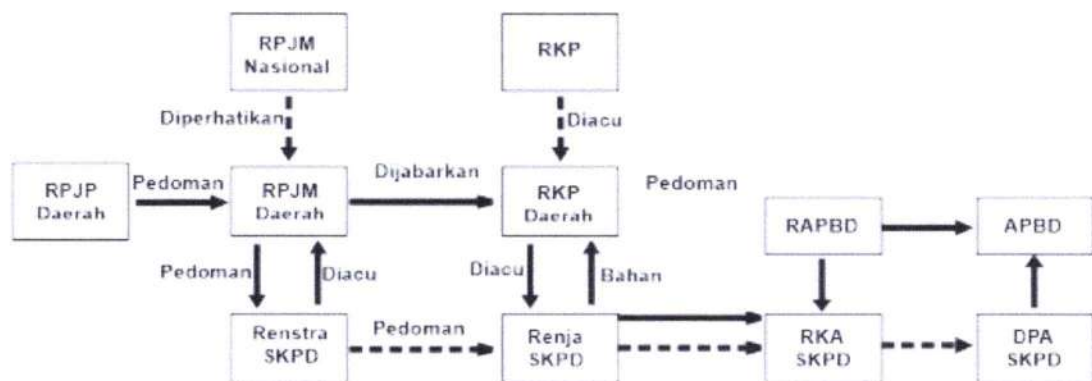 RPJM
Nasional
RKP
Diperhatikan
Diacu
RPJP
Daerah
Pedoman
RPJM
Daerah
Dijabarkan
RKP
Daerah
Pedoman
RAPBD
APBD
Pedoman
Diacu
Diacu
Bahan
Renstra
SKPD
Pedoman
Renja
SKPD
RKA
SKPD
DPA
SKPD